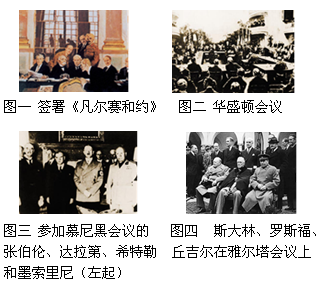 图一 签署《凡尔赛和约》
图二 华盛顿会议
图三 参加慕尼黑会议的
张伯伦、达拉第、希特勒
和墨索里尼（左起）
图四 斯大林、罗斯福、
丘吉尔在雅尔塔会议上